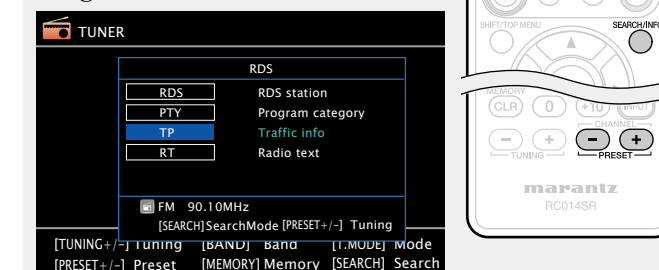 TUNER
RDS
RDS RDS station
PTY Program category
TP Traffic info
RT Radio text
FM 90.10MHz
[SEARCH]SearchMode [PRESET+/-] Tuning
[TUNING+/-] Tuning [BAND] Band [T.MODE] Mode
[PRESET+/-] Preset [MEMORY] Memory [SEARCH] Search
SHIFT/TOP MENU SEARCH/INFO
MEMORY
CLR 0 +10 INPUT
CHANNEL
- + - +
TUNING PRESET
marantz
RC014SR